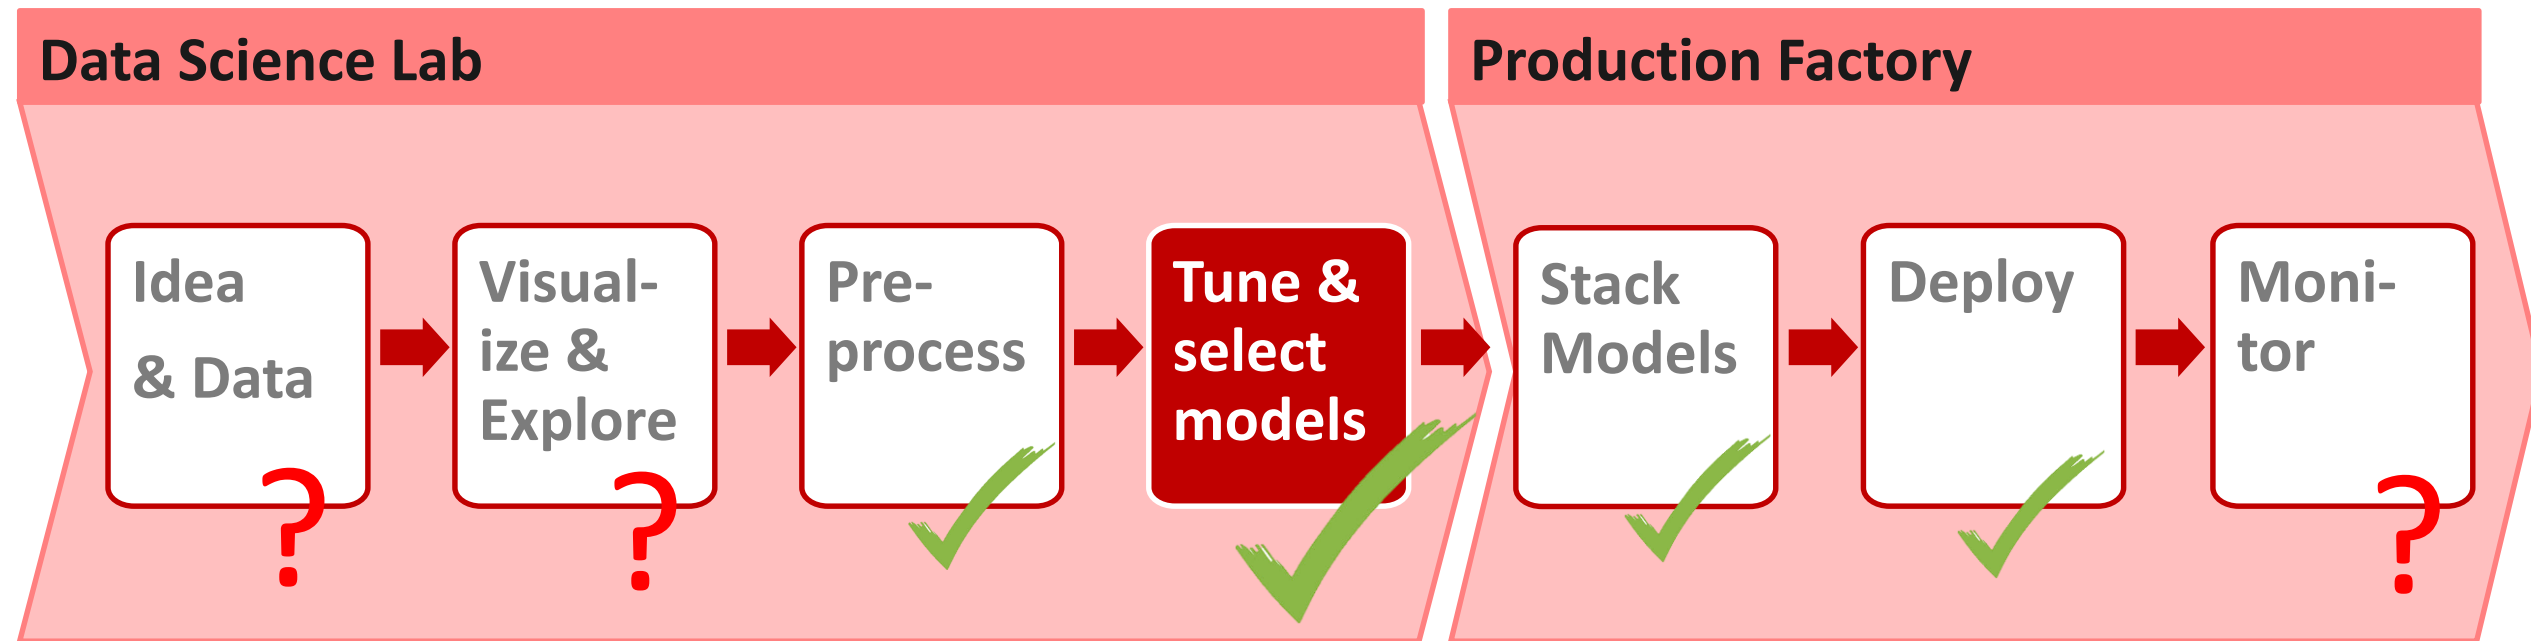 Data Science Lab
Production Factory
Idea
& Data
?
Visual-
ize &
Explore
?
Pre-
process
Tune &
select
models
Stack
Models
Deploy
Moni-
tor
?